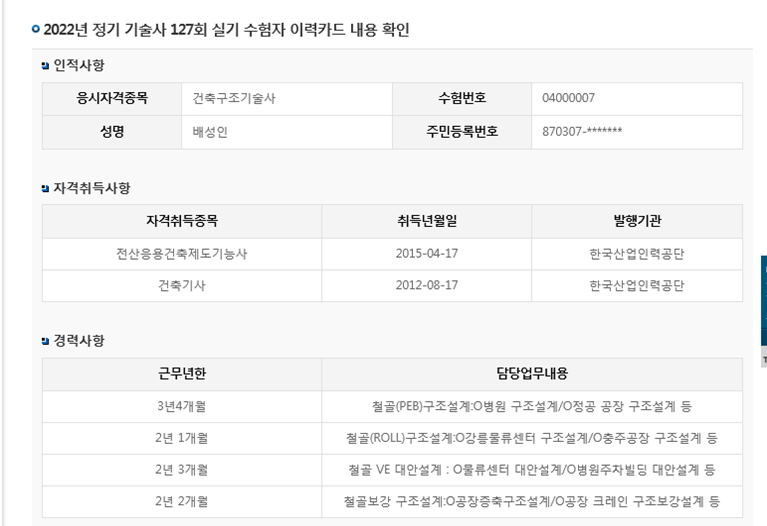 2022년 정기 기술사 127회 실기 수험자 이력카드 내용 확인
인적사항
응시자격종목 건축구조기술사 수험번호 04000007
성명 배성인 주민등록번호 870307-*******
자격취득사항
자격취득종목 취득년월일 발행기관
전산응용건축제도기능사 2015-04-17 한국산업인력공단
건축기사 2012-08-17 한국산업인력공단
경력사항
근무년한 담당업무내용
3년4개월 철골(PEB)구조설계:O병원 구조설계/O정공 공장 구조설계 등
2년 1개월 철골(ROLL)구조설계:O강릉물류센터 구조설계/O충주공장 구조설계 등
2년 3개월 철골 VE 대안설계 : O물류센터 대안설계/O병원주차빌딩 대안설계 등
2년 2개월 철골보강 구조설계:O공장증축구조설계/O공장 크레인 구조보강설계 등